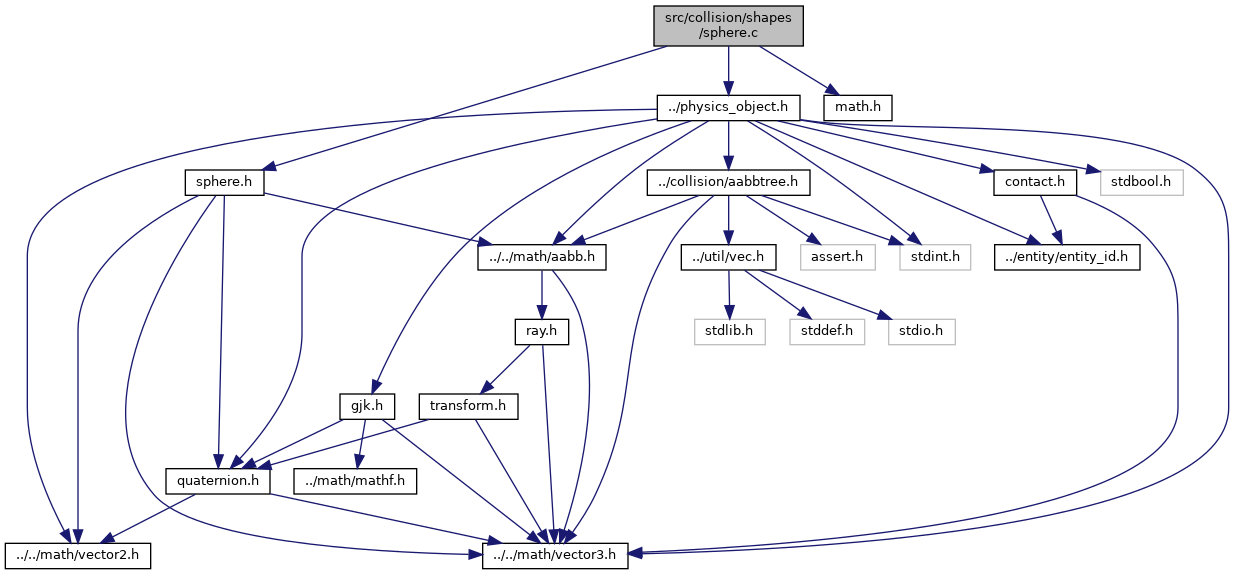 src/collision/shapes
/sphere.c
../physics_object.h
math.h
sphere.h
../collision/aabbtree.h
contact.h
stdbool.h
../../math/aabb.h
../util/vec.h
assert.h
stdint.h
../entity/entity_id.h
ray.h
stdlib.h
stddef.h
stdio.h
gjk.h
transform.h
quaternion.h
../math/mathf.h
../../math/vector2.h
../../math/vector3.h